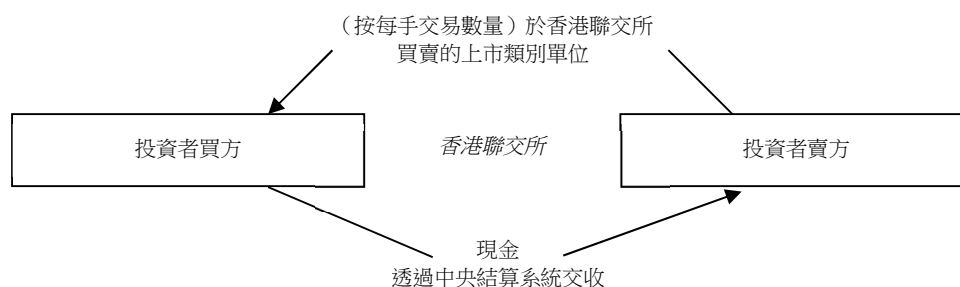 （按每手交易數量）於香港聯交所
買賣的上市類別單位
投資者買方
香港聯交所
投資者賣方
現金
透過中央結算系統交收